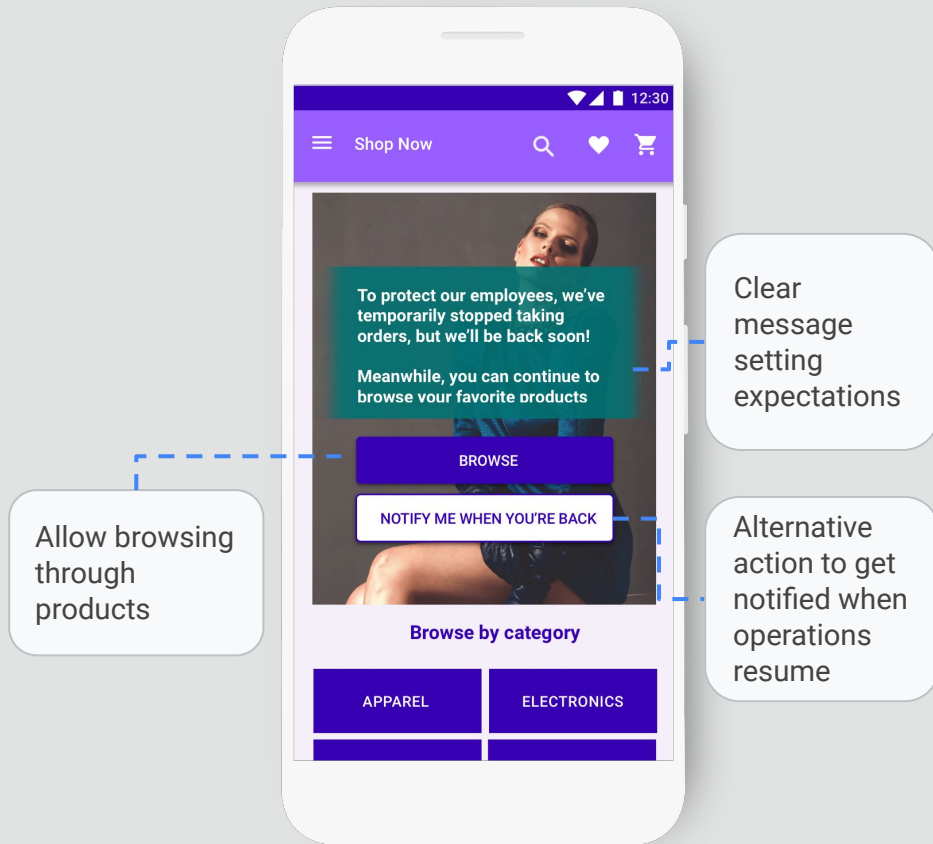 12:30
Shop Now
To protect our employees, we’ve
temporarily stopped taking
orders, but we’ll be back soon!
Meanwhile, you can continue to
browse your favorite products
BROWSE
NOTIFY ME WHEN YOU’RE BACK
Browse by category
APPAREL
ELECTRONICS
Allow browsing
through
products
Clear
message
setting
expectations
Alternative
action to get
notified when
operations
resume